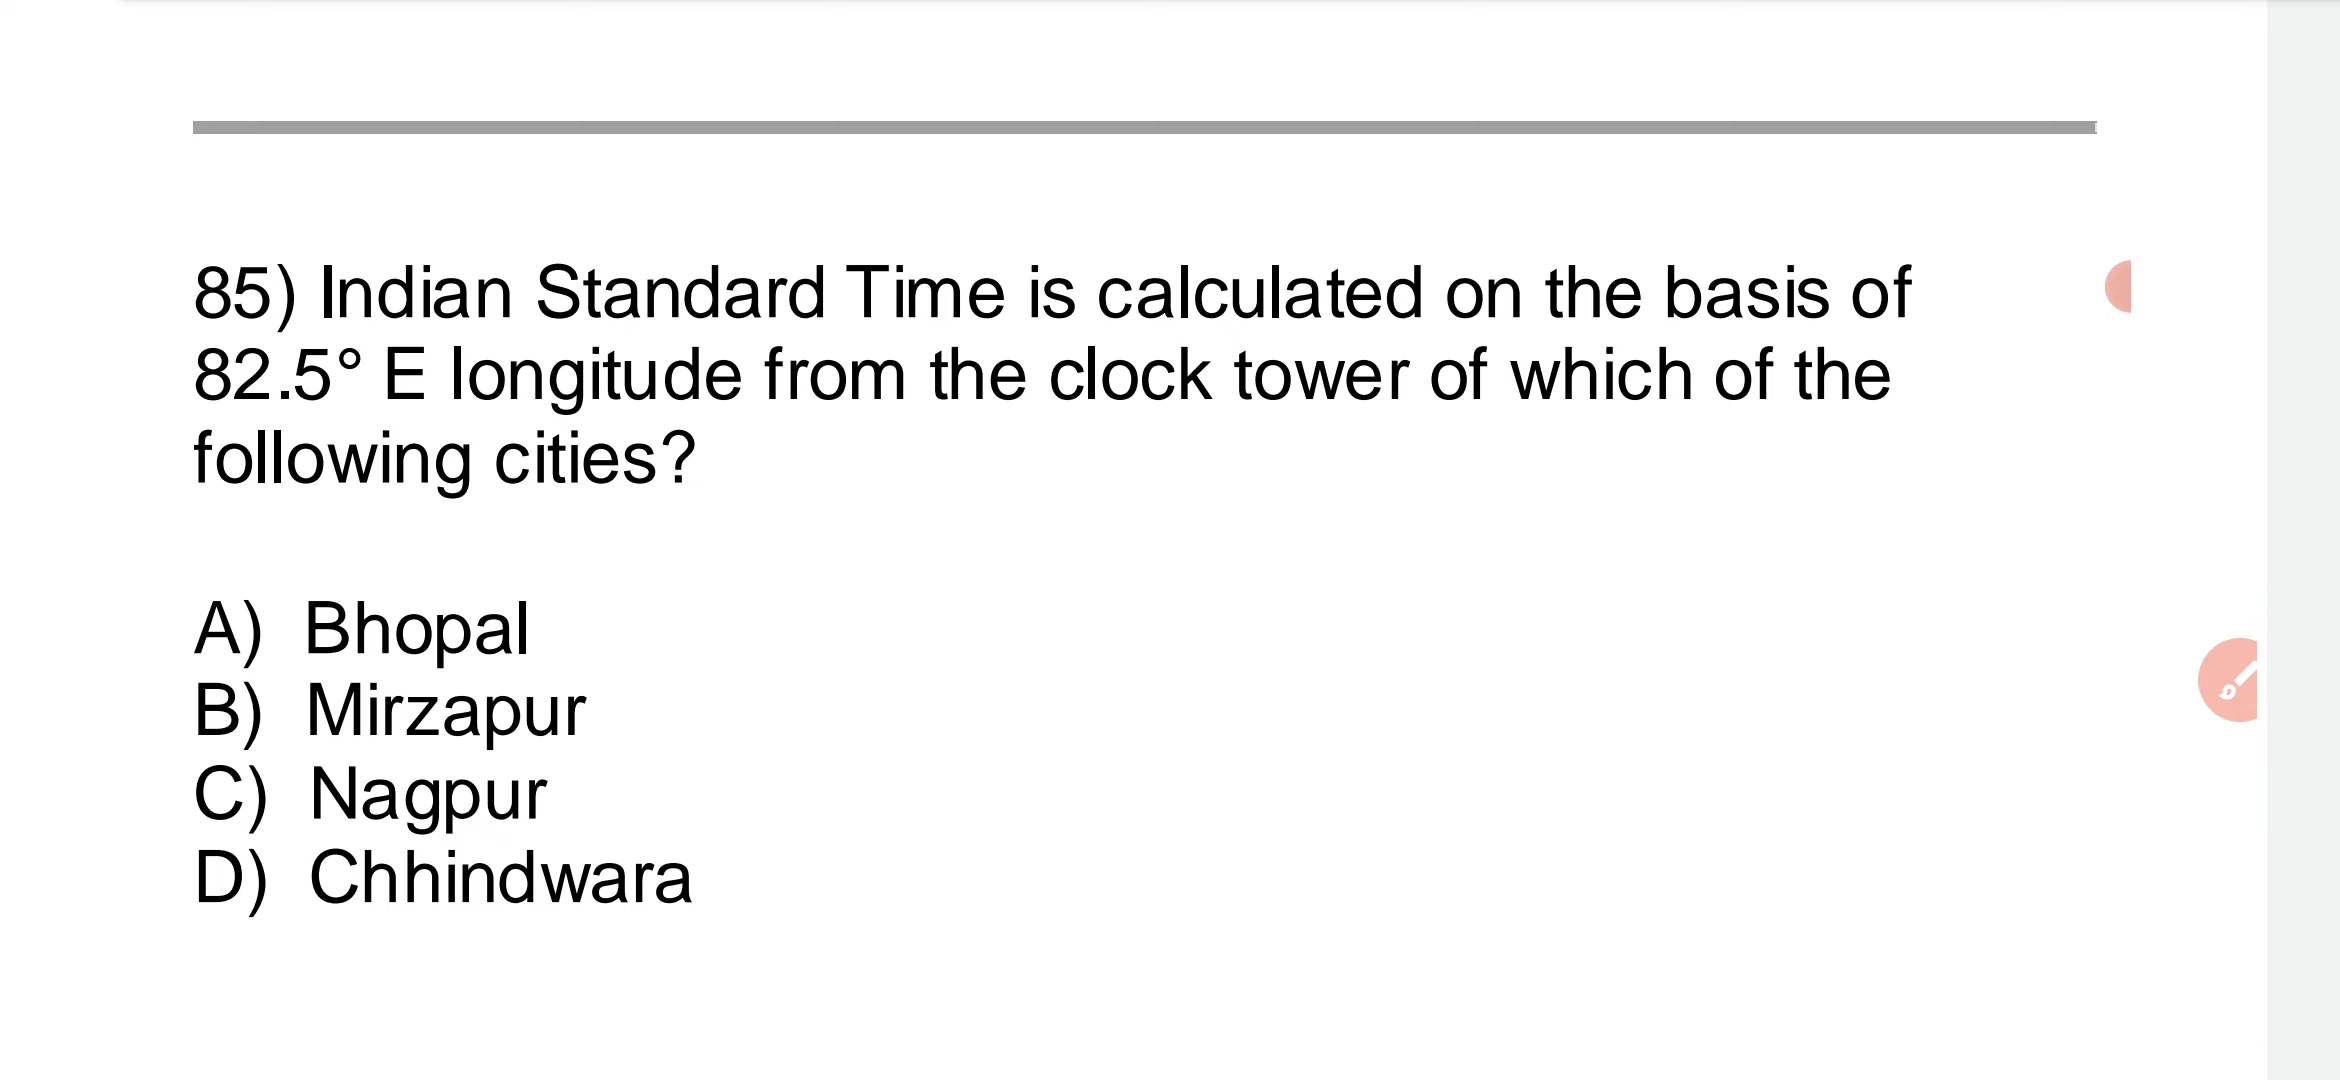 85) Indian Standard Time is calculated on the basis of
82.5° E longitude from the clock tower of which of the
following cities?
A) Bhopal
B) Mirzapur
C) Nagpur
D) Chhindwara